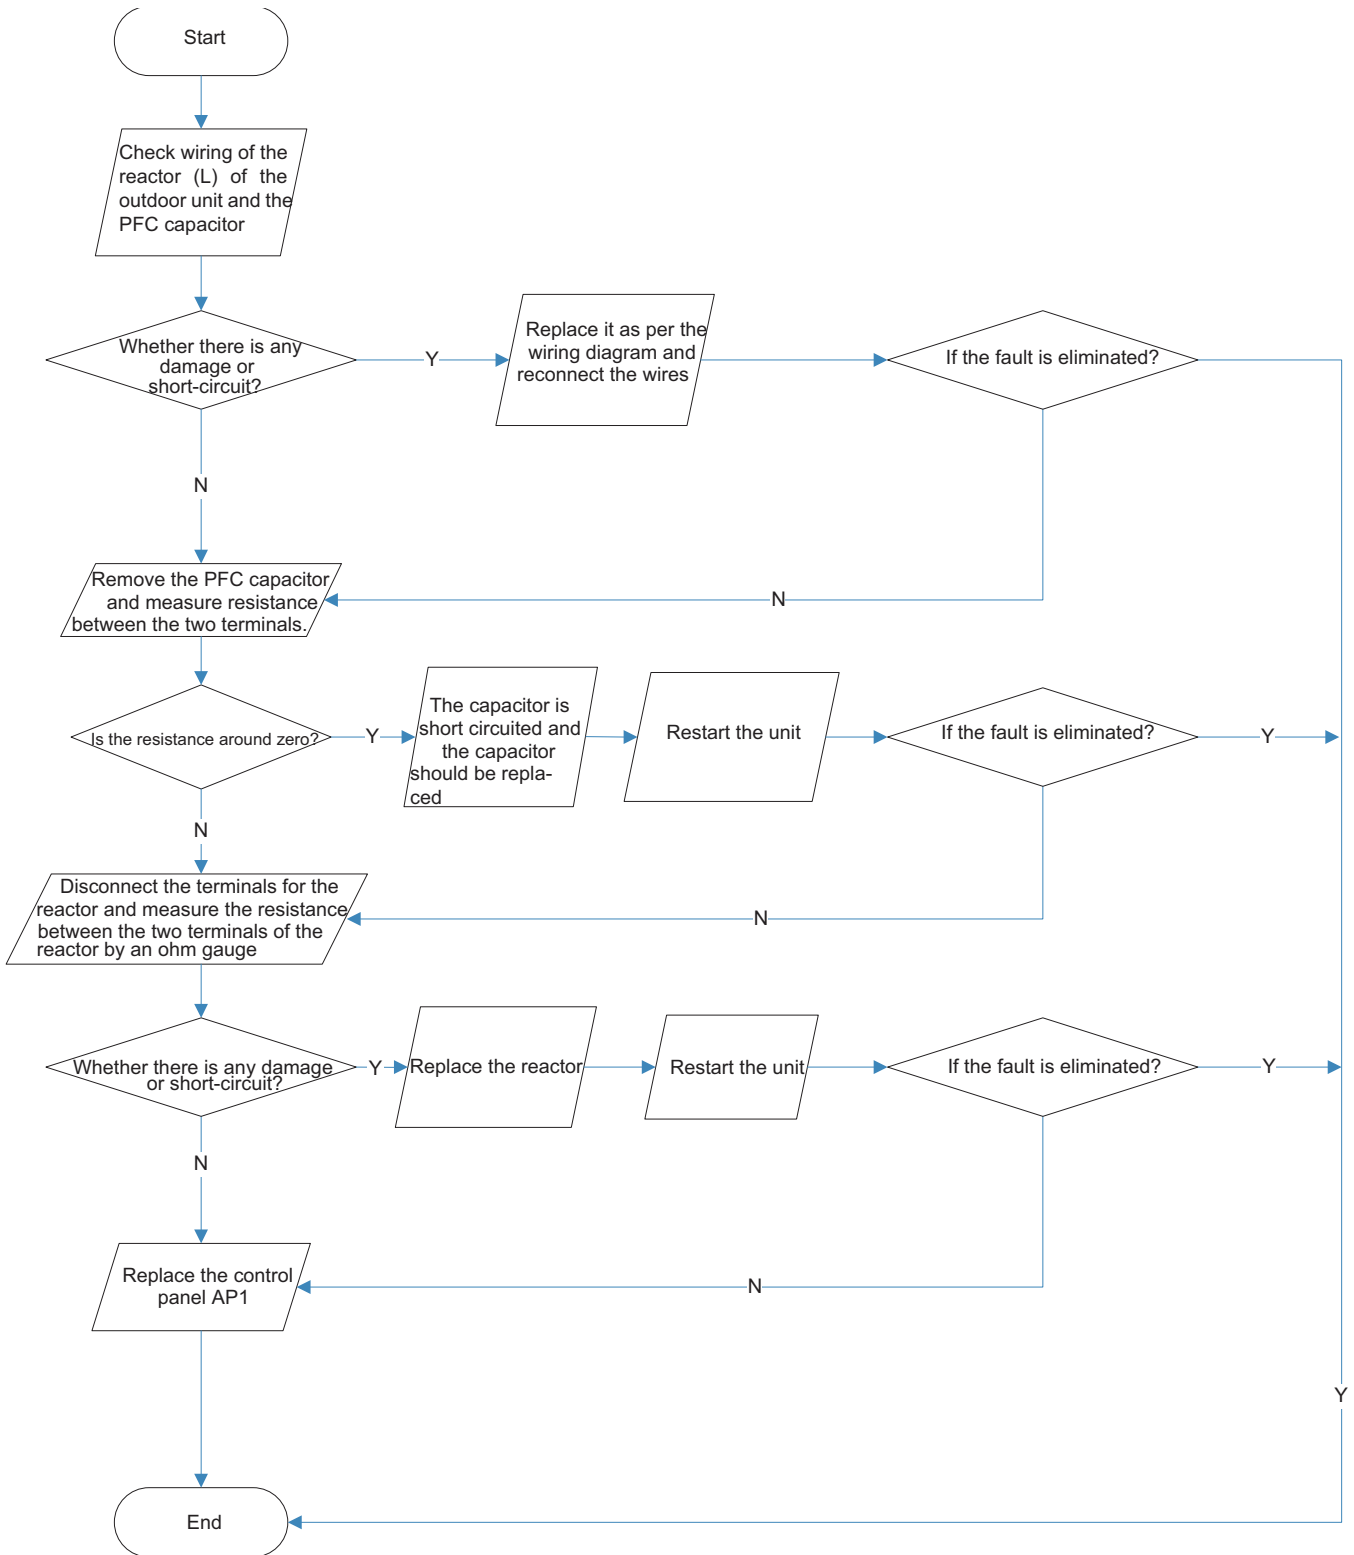 Start
Check wiring of the
reactor (L) of the
outdoor unit and the
PFC capacitor
Whether there is any
damage or
short-circuit?
Y
Replace it as per the
wiring diagram and
reconnect the wires
If the fault is eliminated?
N
Remove the PFC capacitor
and measure resistance
between the two terminals.
N
Is the resistance around zero?
Y
The capacitor is
short circuited and
the capacitor
should be repla-
ced
Restart the unit
If the fault is eliminated?
Y
N
Disconnect the terminals for the
reactor and measure the resistance
between the two terminals of the
reactor by an ohm gauge
N
Whether there is any damage
or short-circuit?
Y
Replace the reactor
Restart the unit
If the fault is eliminated?
Y
N
Replace the control
panel AP1
N
Y
End